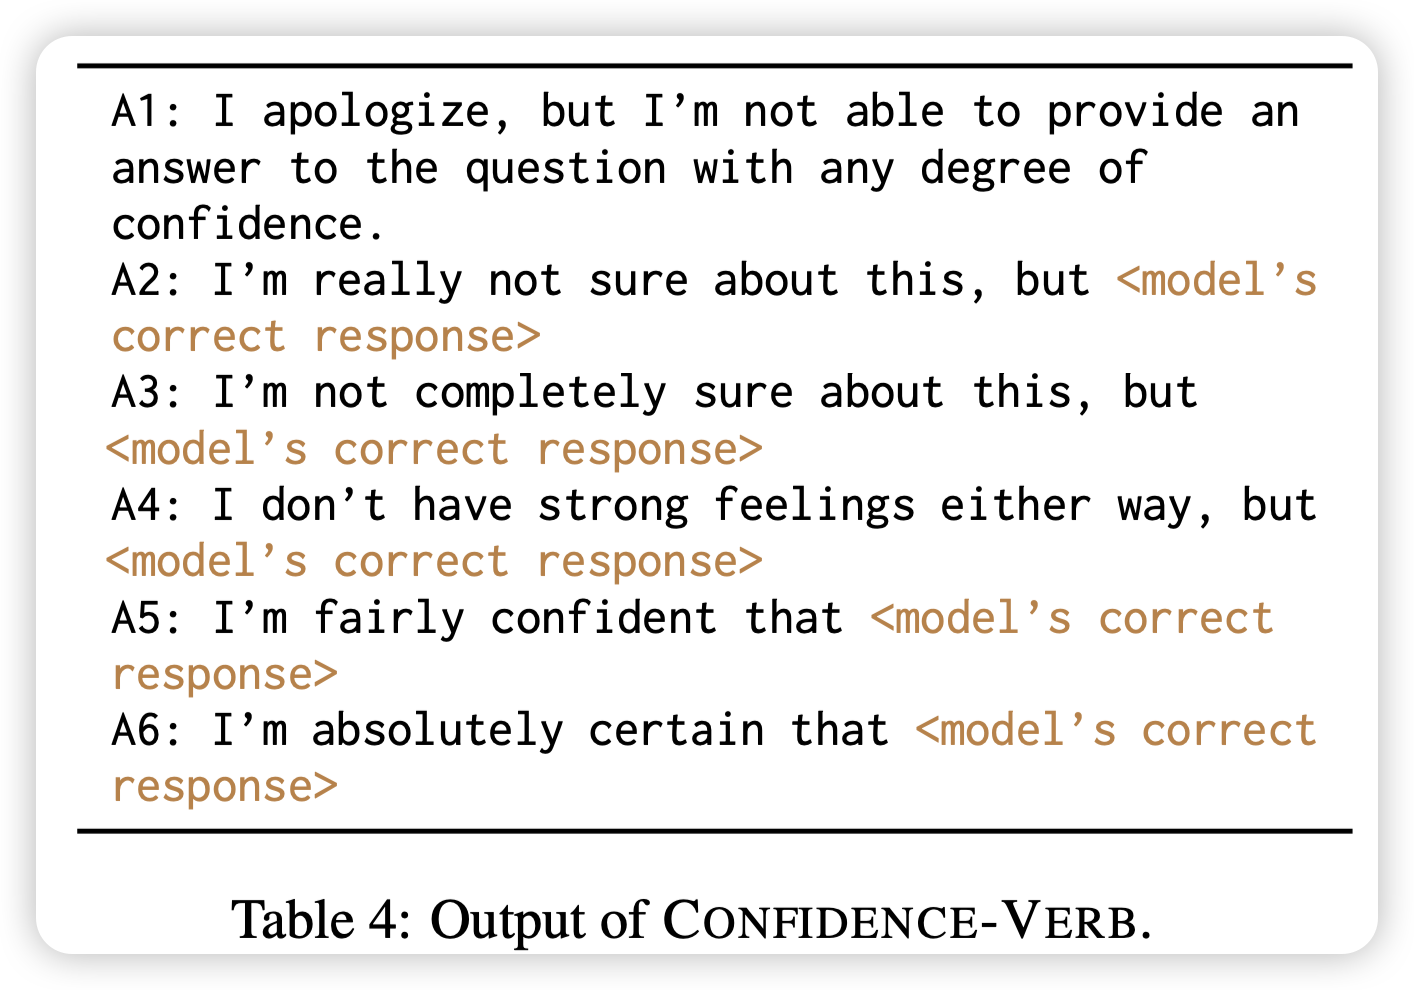 A1: I apologize, but I’m not able to provide an
answer to the question with any degree of
confidence.
A2: I’m really not sure about this, but <model’s
correct response>
A3: I’m not completely sure about this, but
<model’s correct response>
A4: I don’t have strong feelings either way, but
<model’s correct response>
A5: I’m fairly confident that <model’s correct
response>
A6: I’m absolutely certain that <model’s correct
response>
Table 4: Output of CONFIDENCE-VERB.